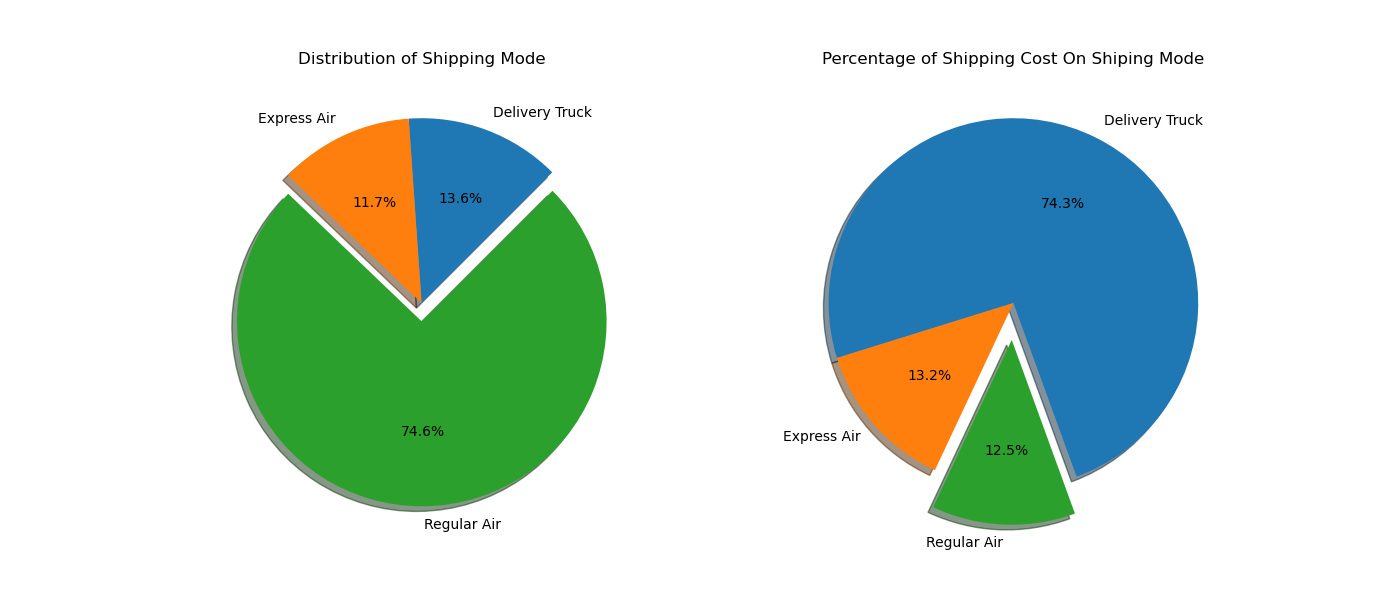 Distribution of Shipping Mode
Express Air
Delivery Truck
11.7%
13.6%
74.6%
Regular Air
Percentage of Shipping Cost On Shiping Mode
Delivery Truck
74.3%
13.2%
Express Air
12.5%
Regular Air